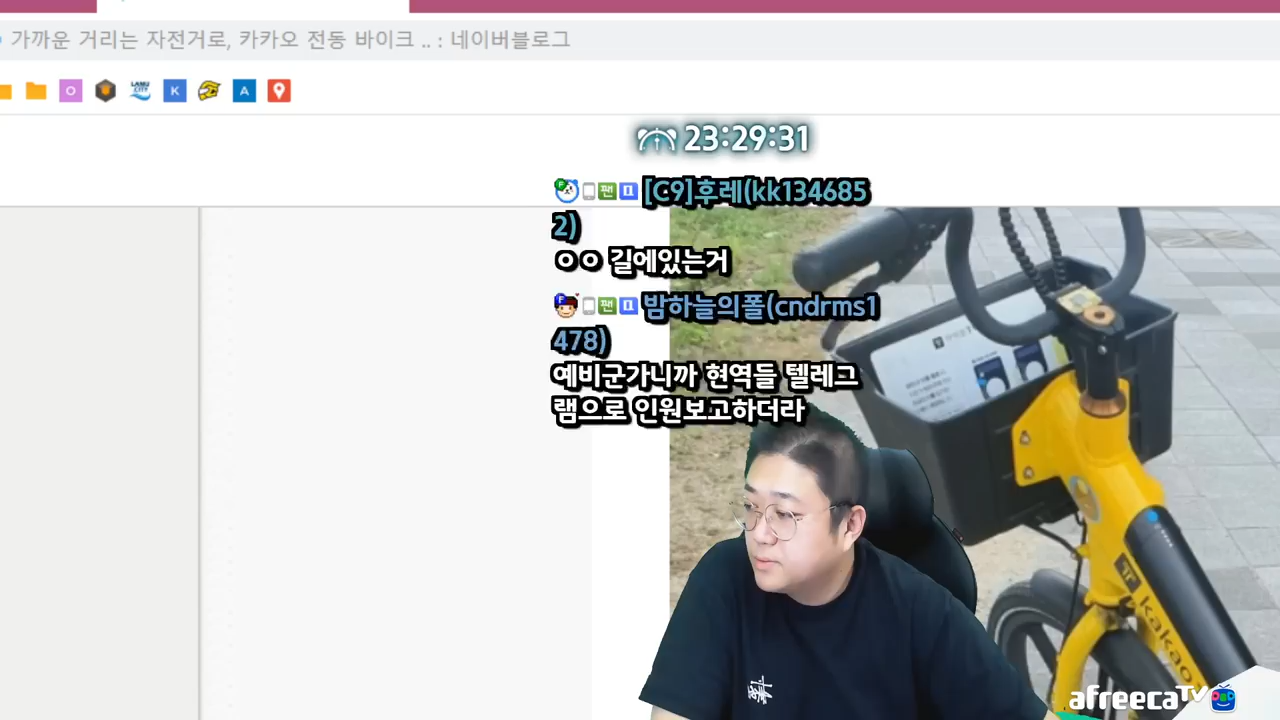 가까운 거리는 자전거로, 카카오 전동 바이크 .. : 네이버블로그
O K A
23:29:31
팬 [C9]후레(kk134685
2)
ㅇㅇ 길에있는거
팬 밤하늘의폴(cndrms1
478)
예비군가니까 현역들 텔레그
램으로 인원보고하더라
T
kakao
afreecaTV